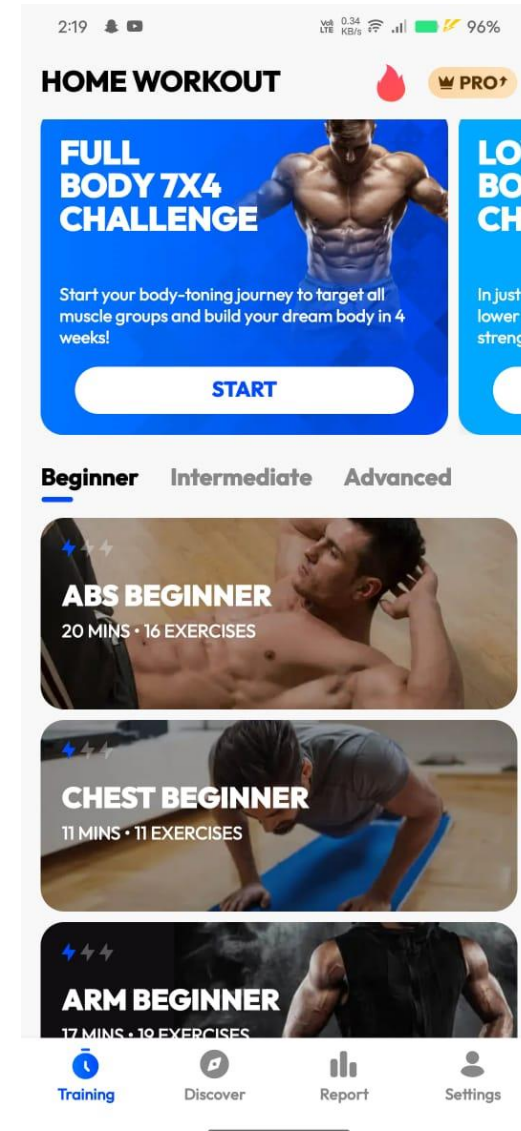 2:19
Vo) LTE 0.34 KB/s 96%
HOME WORKOUT
PRO
FULL
BODY 7X4
CHALLENGE
Start your body-toning journey to target all
muscle groups and build your dream body in 4
weeks!
START
LO
BO
CH
In just
lower
streng
Beginner Intermediate Advanced
ABS BEGINNER
20 MINS • 16 EXERCISES
CHEST BEGINNER
11 MINS • 11 EXERCISES
ARM BEGINNER
17 MINS • 19 EXERCISES
Training Discover Report Settings